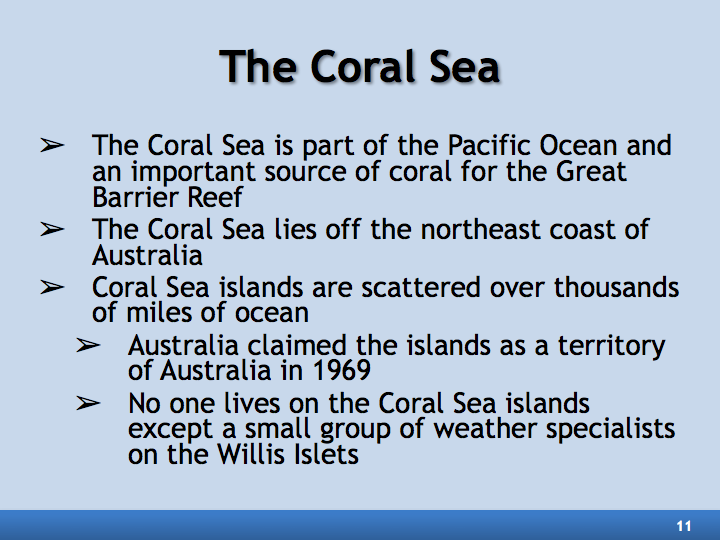 The Coral Sea
➢ The Coral Sea is part of the Pacific Ocean and
an important source of coral for the Great
Barrier Reef
➢ The Coral Sea lies off the northeast coast of
Australia
➢ Coral Sea islands are scattered over thousands
of miles of ocean
➢ Australia claimed the islands as a territory
of Australia in 1969
➢ No one lives on the Coral Sea islands
except a small group of weather specialists
on the Willis Islets
11